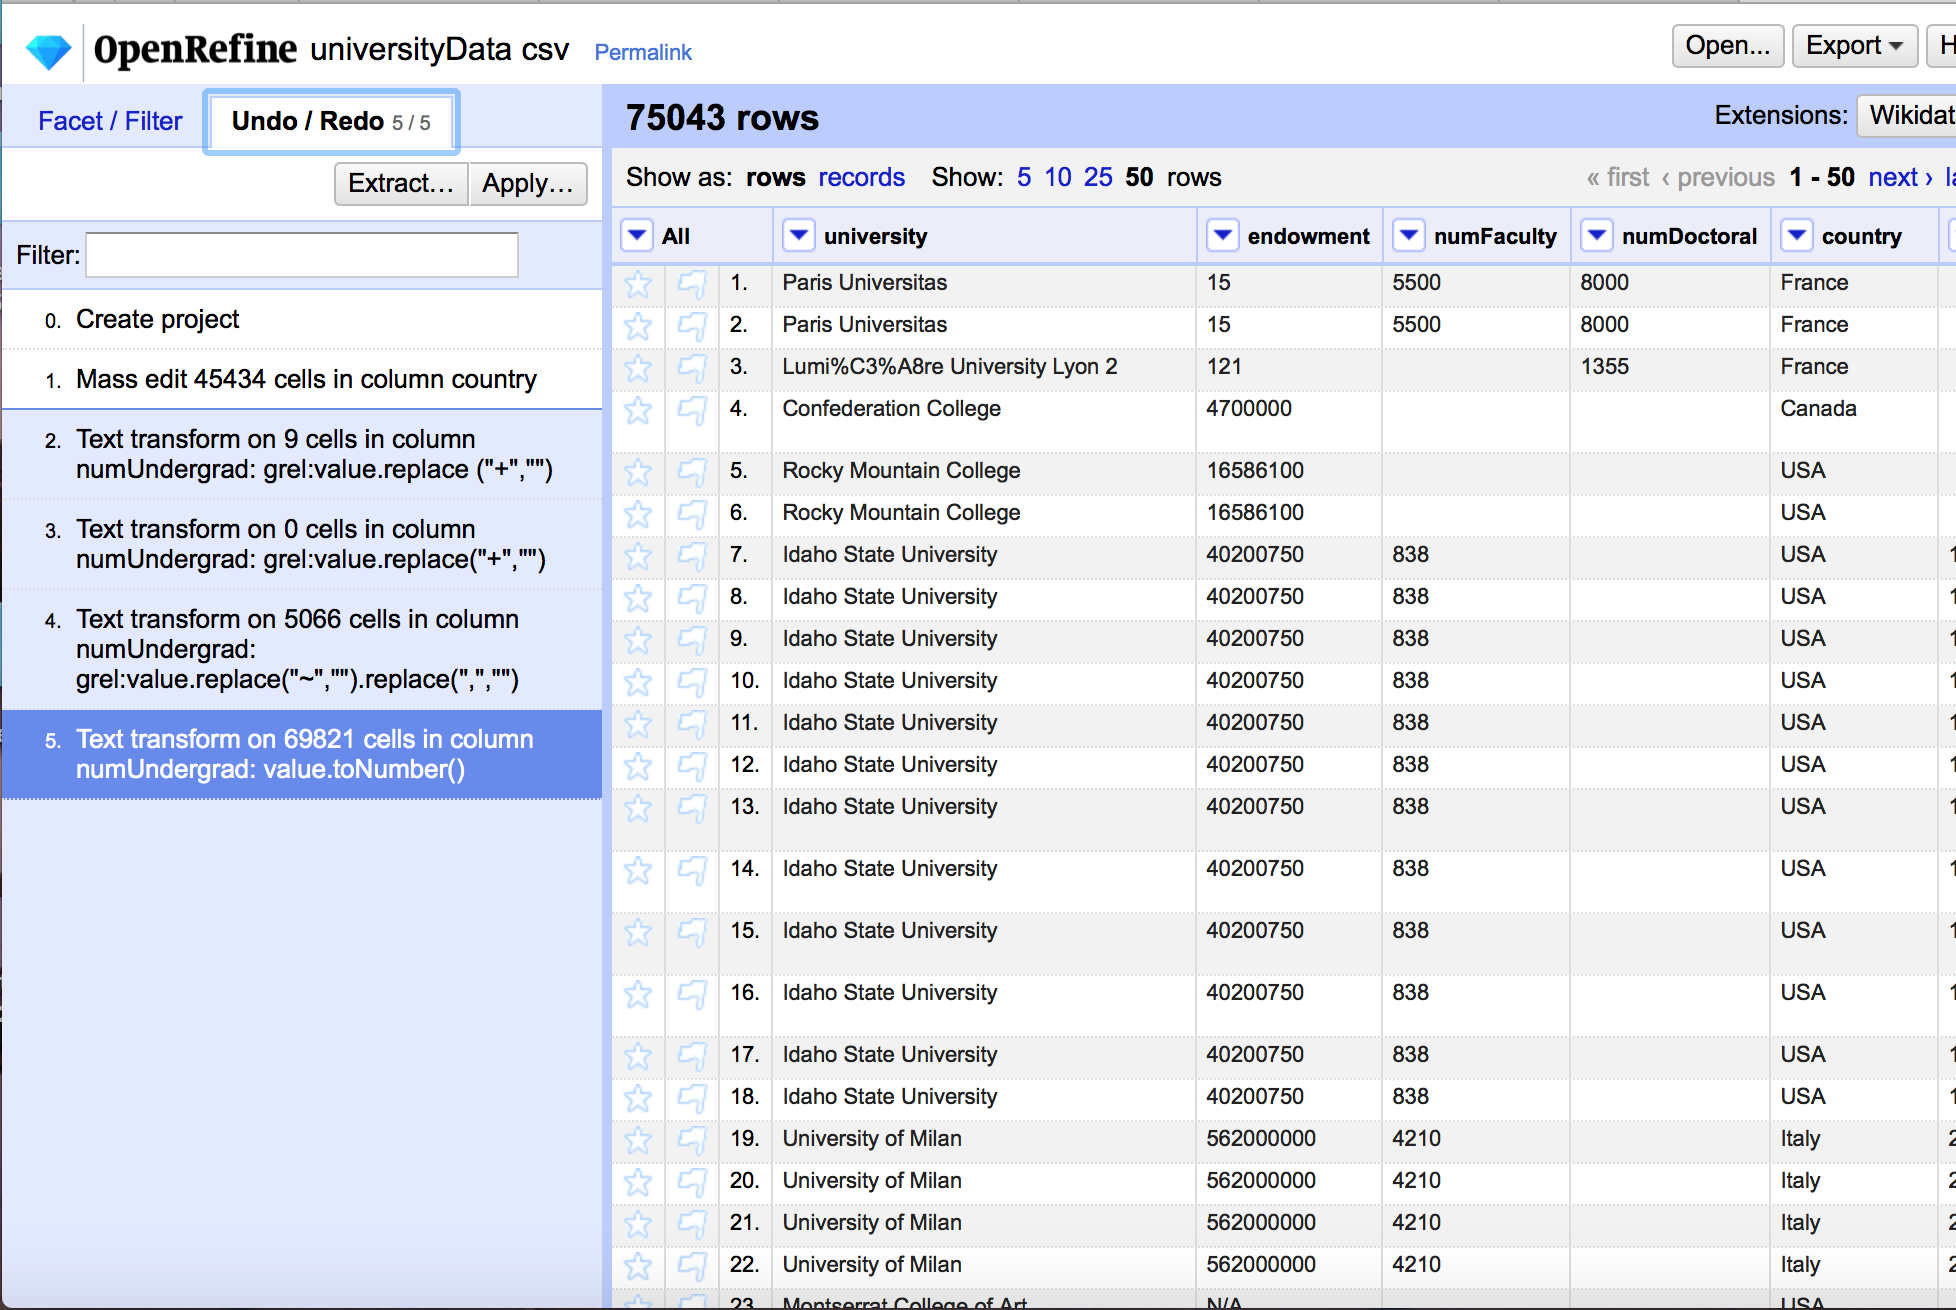 OpenRefine universityData csv Permalink
Open... Export
Facet / Filter Undo / Redo 5 / 5
75043 rows
Extensions:
Extract... Apply...
Show as: rows records Show: 5 10 25 50 rows
« first ‹ previous 1 - 50 next ›
Filter:
0. Create project
1. Mass edit 45434 cells in column country
2. Text transform on 9 cells in column
numUndergrad: grel:value.replace ("+","")
3. Text transform on 0 cells in column
numUndergrad: grel:value.replace("+","")
4. Text transform on 5066 cells in column
numUndergrad:
grel:value.replace("~","").replace(",","")
5. Text transform on 69821 cells in column
numUndergrad: value.toNumber()
All university endowment numFaculty numDoctoral country
1. Paris Universitas 15 5500 8000 France
2. Paris Universitas 15 5500 8000 France
3. Lumi%C3%A8re University Lyon 2 121 1355 France
4. Confederation College 4700000 Canada
5. Rocky Mountain College 16586100 USA
6. Rocky Mountain College 16586100 USA
7. Idaho State University 40200750 838 USA
8. Idaho State University 40200750 838 USA
9. Idaho State University 40200750 838 USA
10. Idaho State University 40200750 838 USA
11. Idaho State University 40200750 838 USA
12. Idaho State University 40200750 838 USA
13. Idaho State University 40200750 838 USA
14. Idaho State University 40200750 838 USA
15. Idaho State University 40200750 838 USA
16. Idaho State University 40200750 838 USA
17. Idaho State University 40200750 838 USA
18. Idaho State University 40200750 838 USA
19. University of Milan 562000000 4210 Italy
20. University of Milan 562000000 4210 Italy
21. University of Milan 562000000 4210 Italy
22. University of Milan 562000000 4210 Italy
23. Montserrat College of Art N/A USA